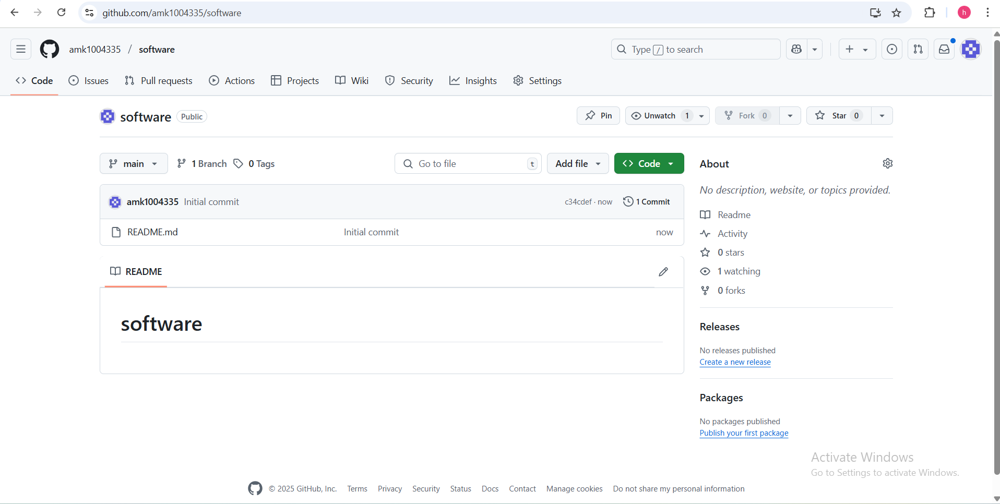 github.com/amk1004335/software
h
amk1004335 / software
Type / to search
Code Issues Pull requests Actions Projects Wiki Security Insights Settings
software Public
Pin Unwatch 1 Fork 0 Star 0
main 1 Branch 0 Tags Go to file t Add file Code
amk1004335 Initial commit c34cdef · now 1 Commit
README.md Initial commit now
README
software
About
No description, website, or topics provided.
Readme
Activity
0 stars
1 watching
0 forks
Releases
No releases published
Create a new release
Packages
No packages published
Publish your first package
Activate Windows
Go to Settings to activate Windows.
© 2025 GitHub, Inc. Terms Privacy Security Status Docs Contact Manage cookies Do not share my personal information